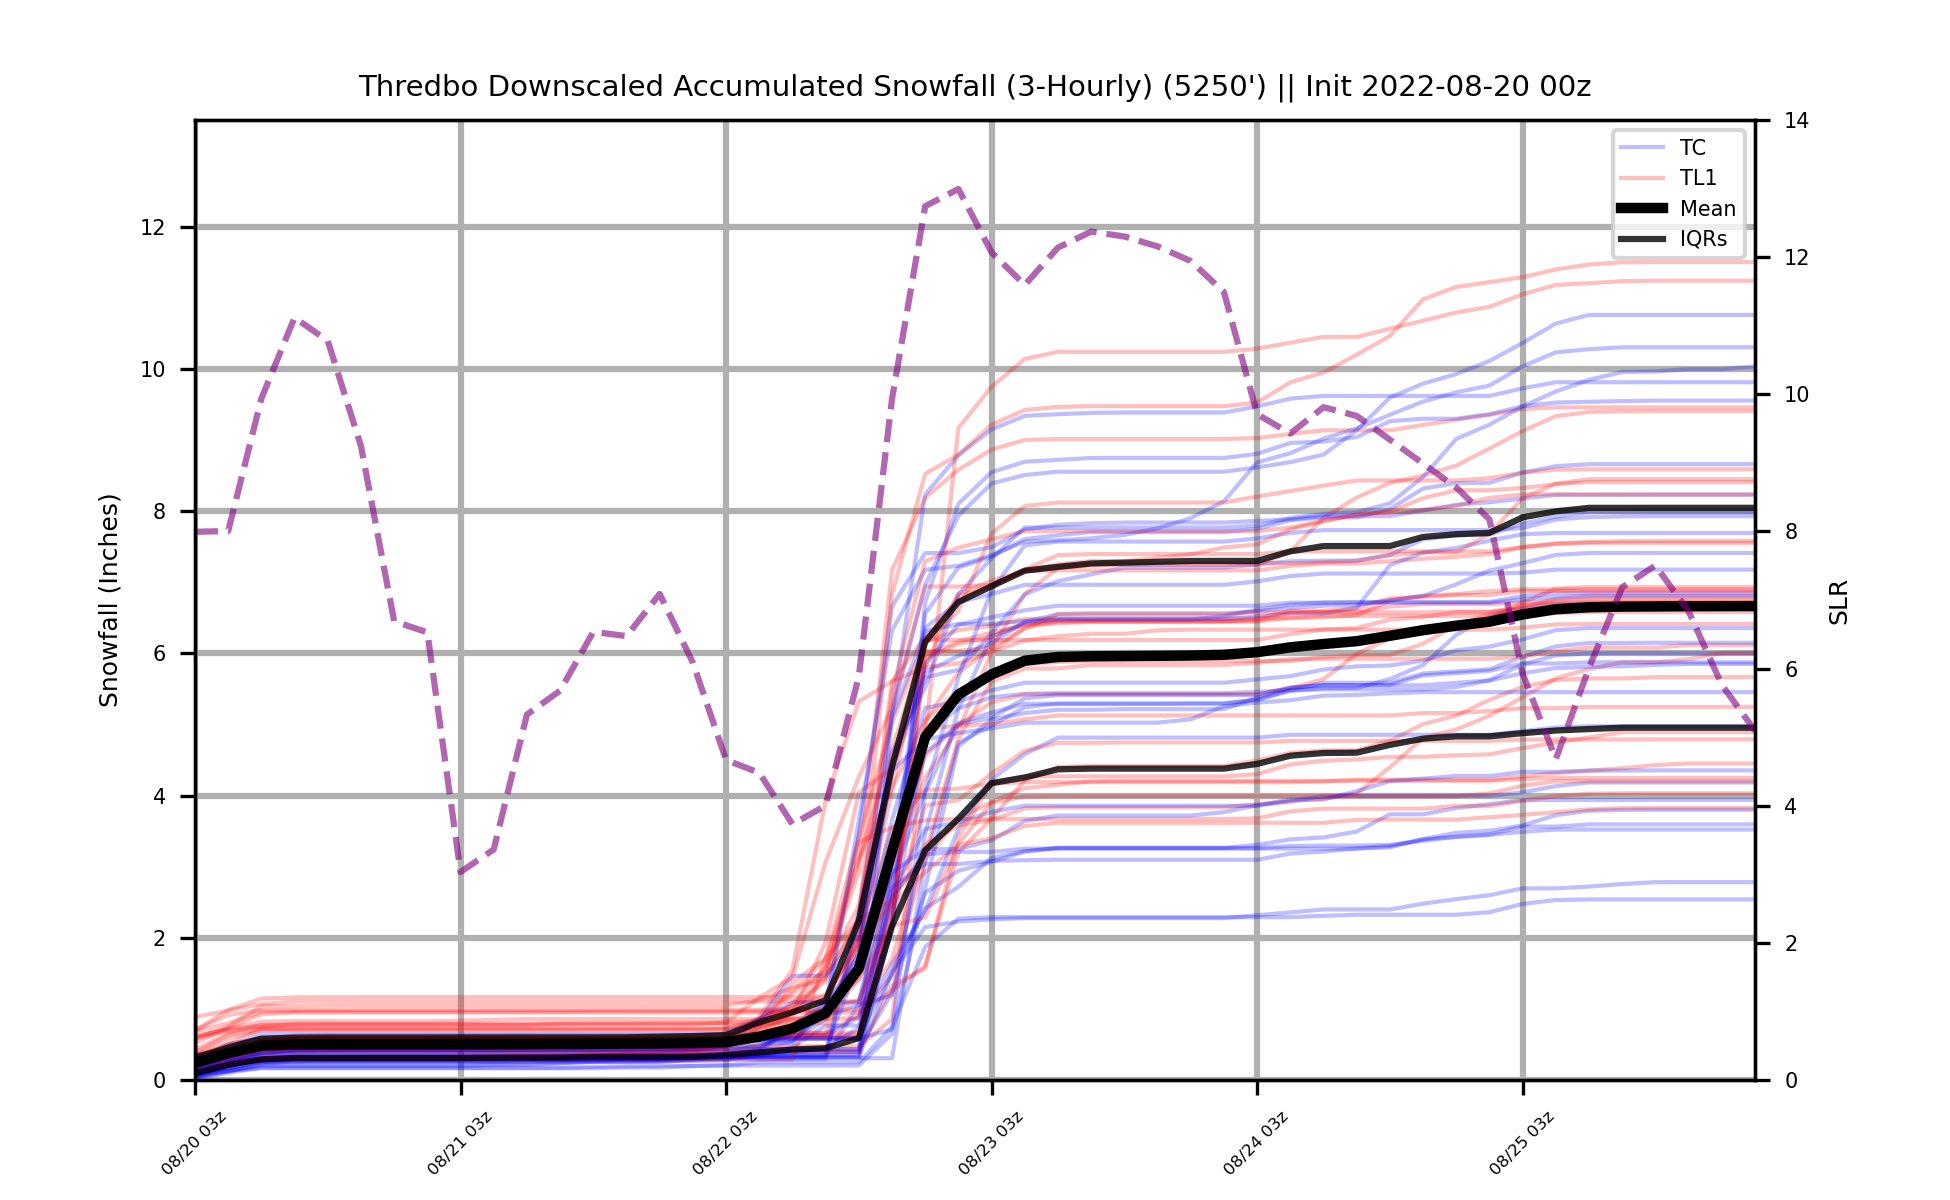 Thredbo Downscaled Accumulated Snowfall (3-Hourly) (5250') || Init 2022-08-20 00z
TC
TL1
Mean
IQRs
Snowfall (Inches)
12
10
8
6
4
2
0
14
12
10
8
6
4
2
0
SLR
08/20 03z
08/21 03z
08/22 03z
08/23 03z
08/24 03z
08/25 03z